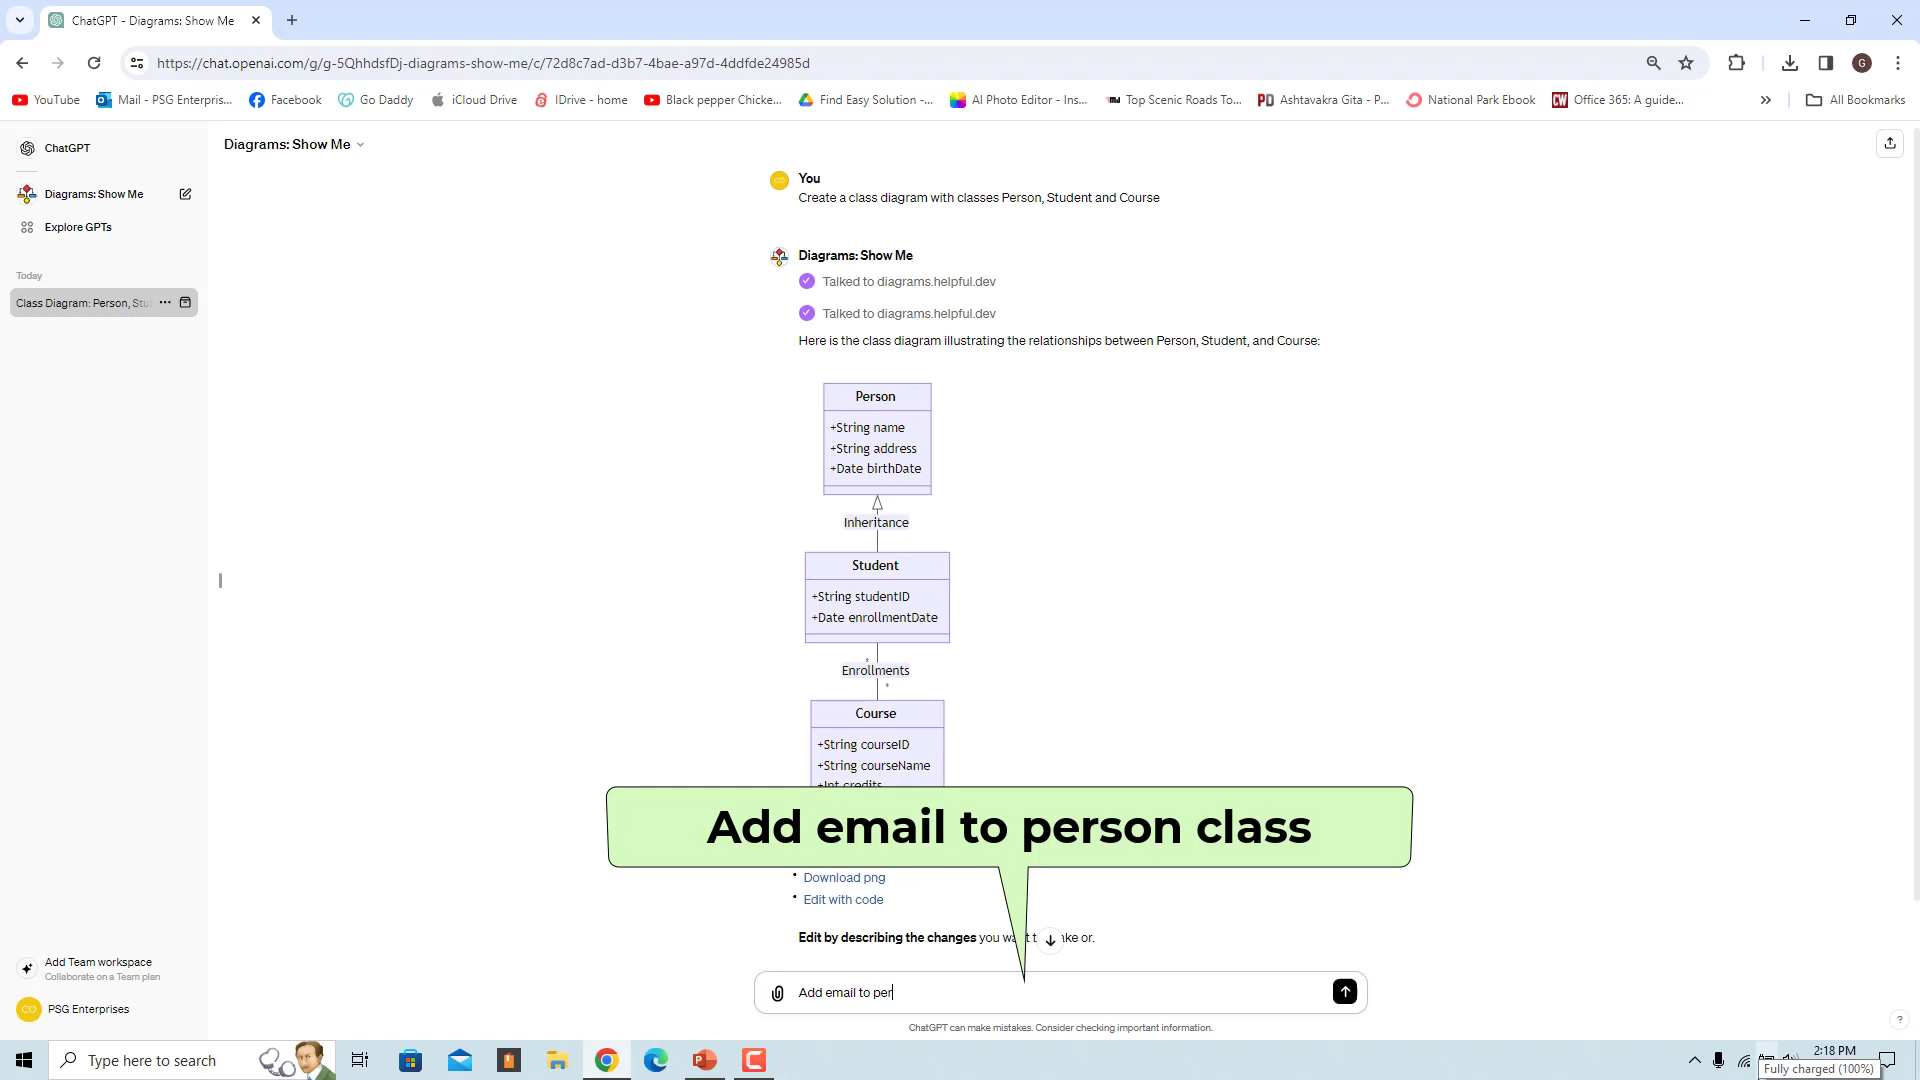 ChatGPT - Diagrams: Show Me
https://chat.openai.com/g/g-5QhhdsfDj-diagrams-show-me/c/72d8c7ad-d3b7-4bae-a97d-4ddfde24985d
G
YouTube
Mail - PSG Enterpris...
Facebook
Go Daddy
iCloud Drive
IDrive - home
Black pepper Chicke...
Find Easy Solution -...
AI Photo Editor - Ins...
Top Scenic Roads To...
PD Ashtavakra Gita - P...
National Park Ebook
CW Office 365: A guide...
All Bookmarks
ChatGPT
Diagrams: Show Me
Explore GPTs
Today
Class Diagram: Person, Stu
Diagrams: Show Me
You
Create a class diagram with classes Person, Student and Course
Diagrams: Show Me
Talked to diagrams.helpful.dev
Talked to diagrams.helpful.dev
Here is the class diagram illustrating the relationships between Person, Student, and Course:
Person
+String name
+String address
+Date birthDate
Inheritance
Student
+String studentID
+Date enrollmentDate
*
Enrollments
*
Course
+String courseID
+String courseName
+Int credits
Add email to person class
• Download png
• Edit with code
Edit by describing the changes you want or.
Add email to per
ChatGPT can make mistakes. Consider checking important information.
Add Team workspace
Collaborate on a Team plan
CO PSG Enterprises
?
Type here to search
2:18 PM
Fully charged (100%)